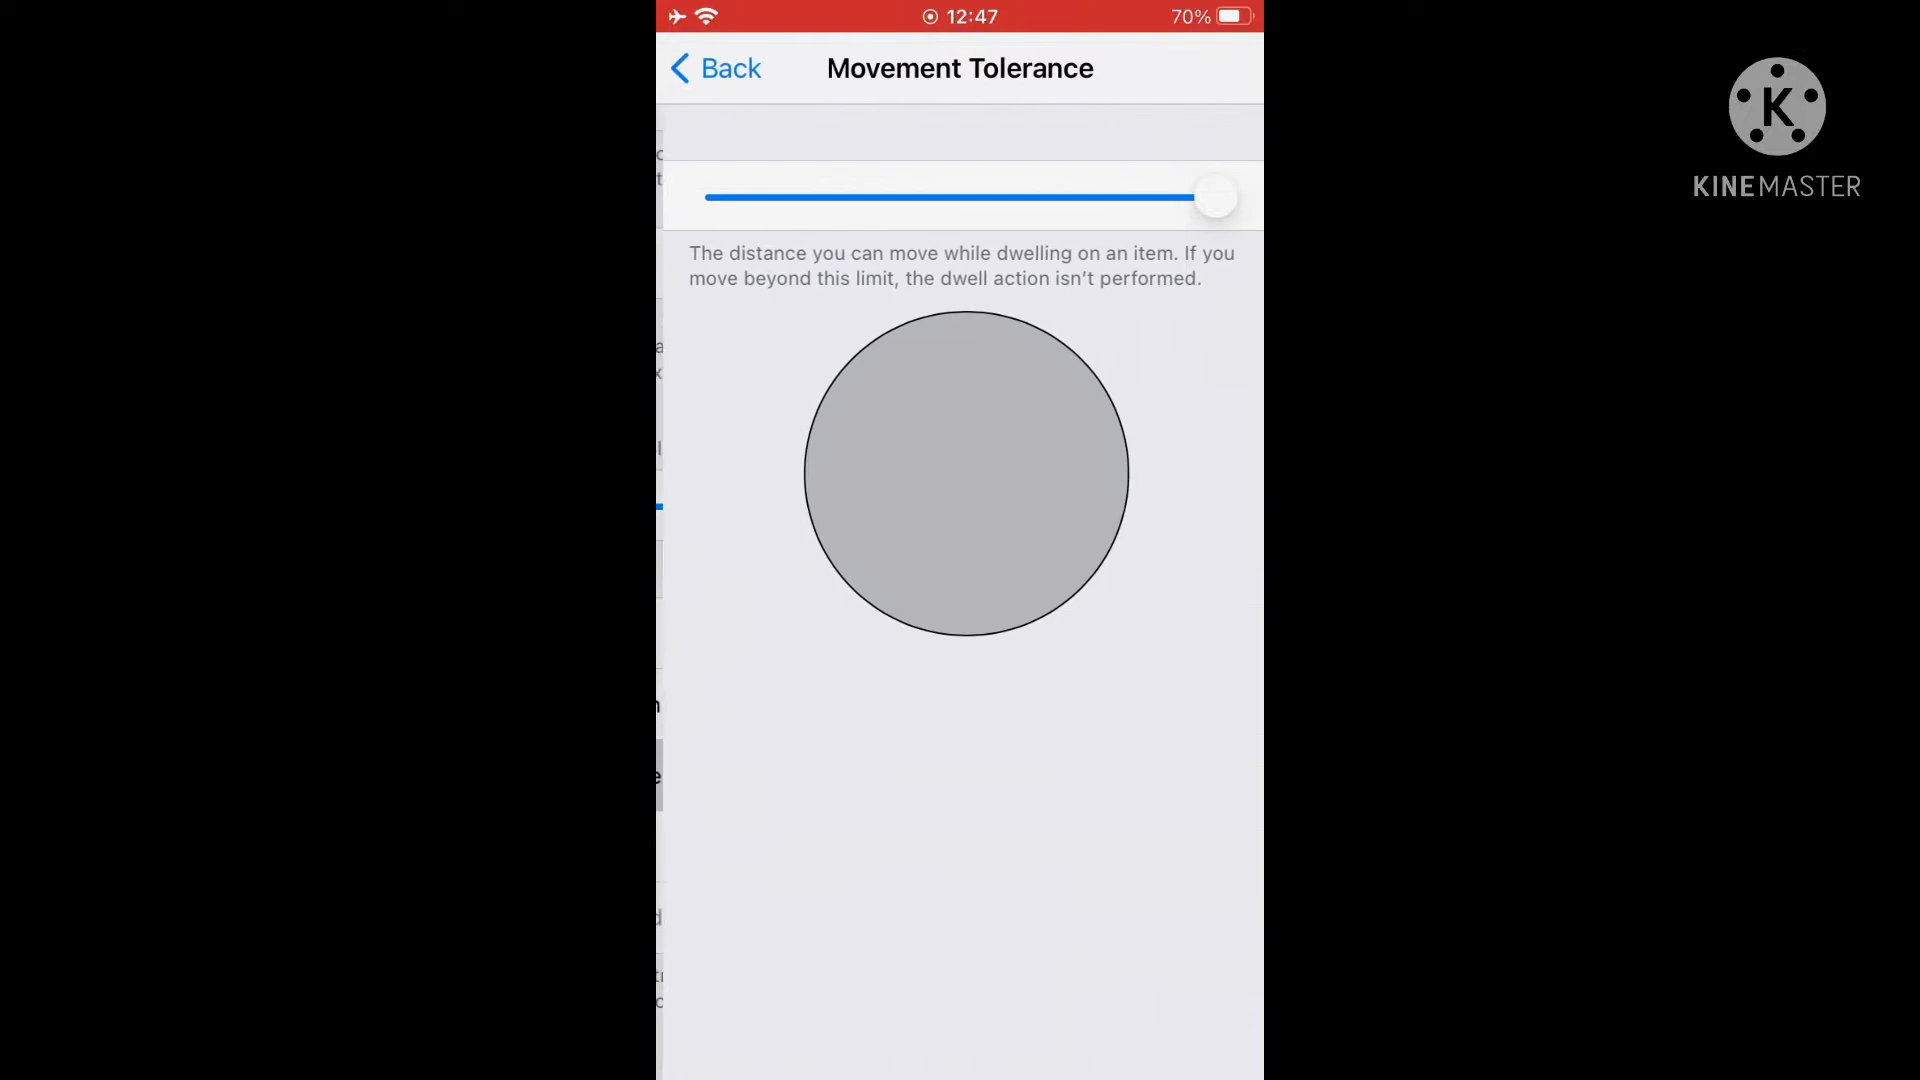 12:47
70%
Back
Movement Tolerance
The distance you can move while dwelling on an item. If you
move beyond this limit, the dwell action isn’t performed.
K
KINEMASTER